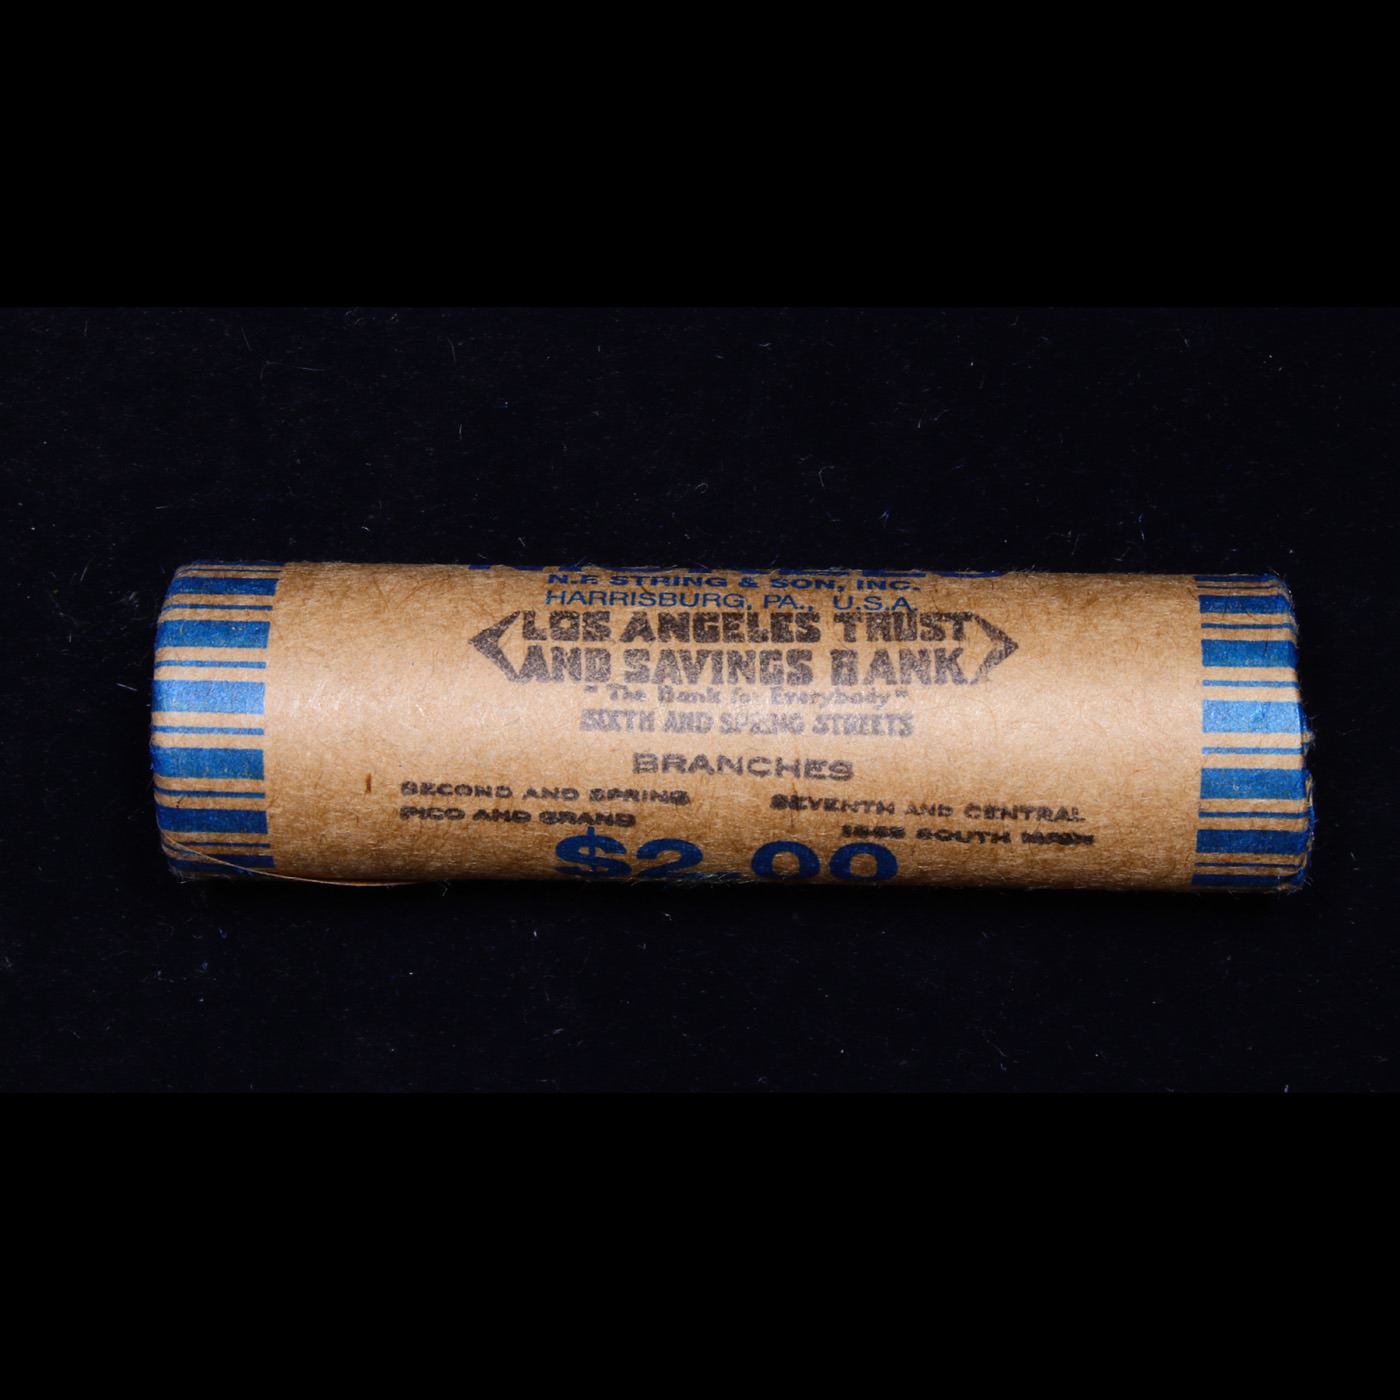 N.F. STRING & SON, INC.
HARRISBURG, PA., U.S.A.
LOS ANGELES TRUST
AND SAVINGS BANK
"The Bank for Everybody"
SIXTH AND SPRING STREETS
BRANCHES
SECOND AND SPRING
SEVENTH AND CENTRAL
PICO AND GRAND
SOUTH MAIN
$2.00